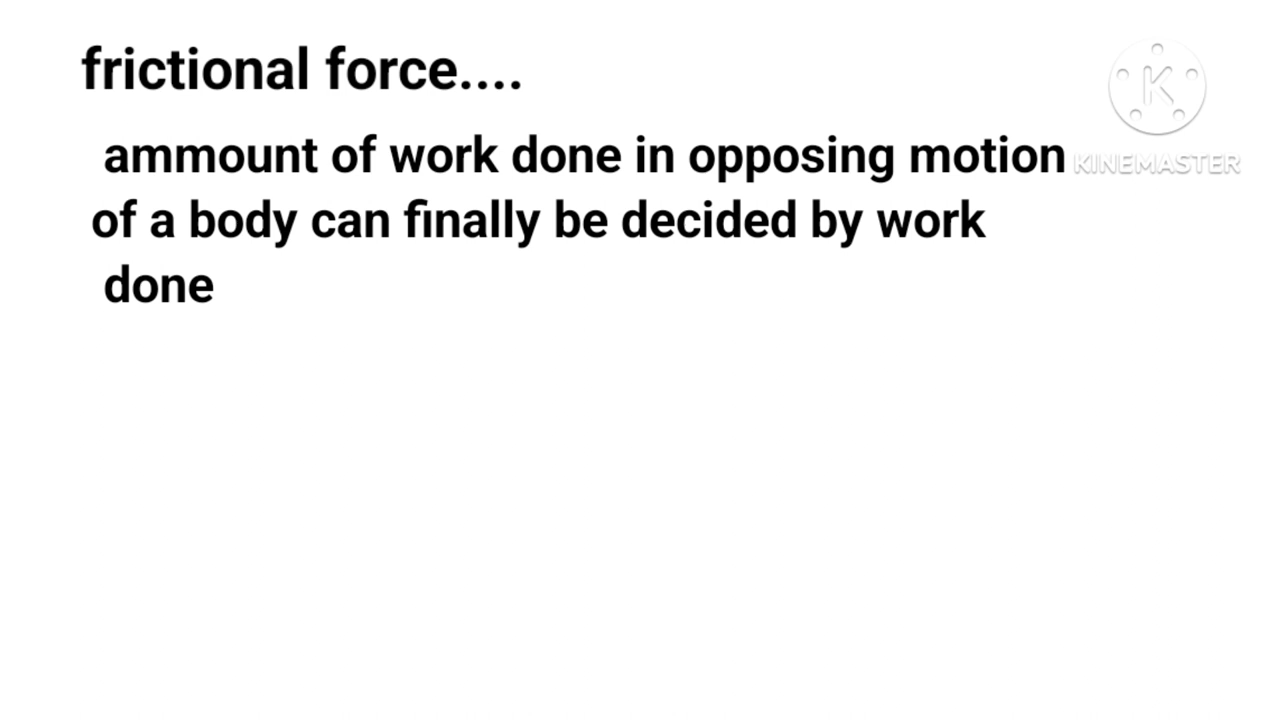 frictional force....
ammount of work done in opposing motion
of a body can finally be decided by work
done
K
KINEMASTER